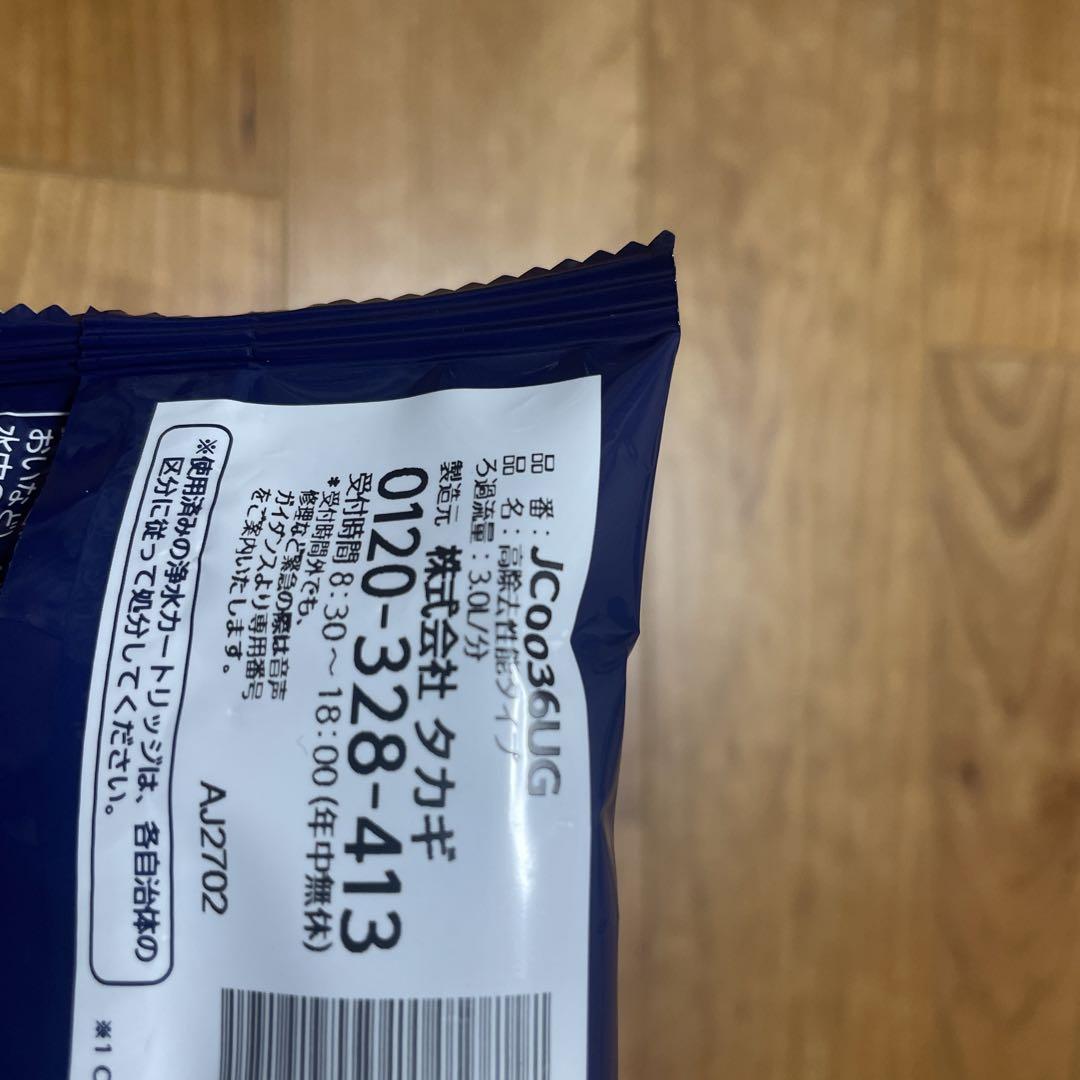 品　番：JC0036UG
品　名：高除去性能タイプ
ろ過流量：3.0L/分
製造元 株式会社 タカギ
0120-328-413
受付時間 8:30～18:00(年中無休)
*受付時間外でも、
修理など緊急の際は音声
ガイダンスより専用番号
をご案内いたします。
AJ2702
※使用済みの浄水カートリッジは、各自治体の
区分に従って処分してください。
※1
おいなど)